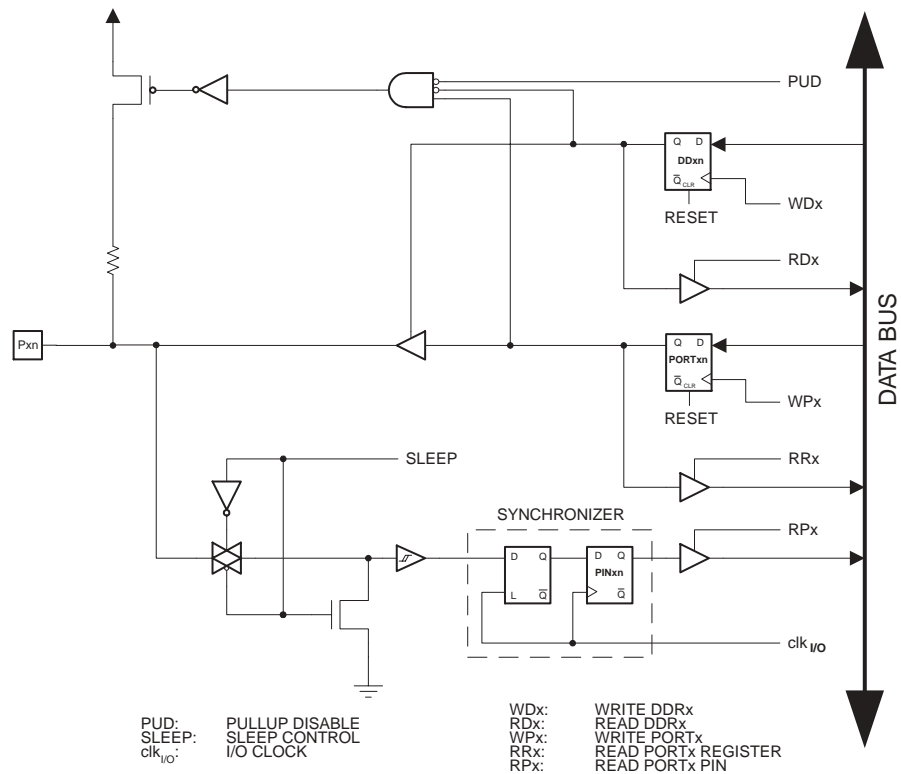 PUD
Q D
DDxn
Q CLR
WDx
RESET
RDx
Pxn
Q D
PORTxn
Q CLR
WPx
RESET
DATA BUS
SLEEP
RRx
SYNCHRONIZER
RPx
D Q
L Q
D Q
PINxn
Q
clk I/O
PUD: PULLUP DISABLE
SLEEP: SLEEP CONTROL
clkI/O: I/O CLOCK
WDx: WRITE DDRx
RDx: READ DDRx
WPx: WRITE PORTx
RRx: READ PORTx REGISTER
RPx: READ PORTx PIN